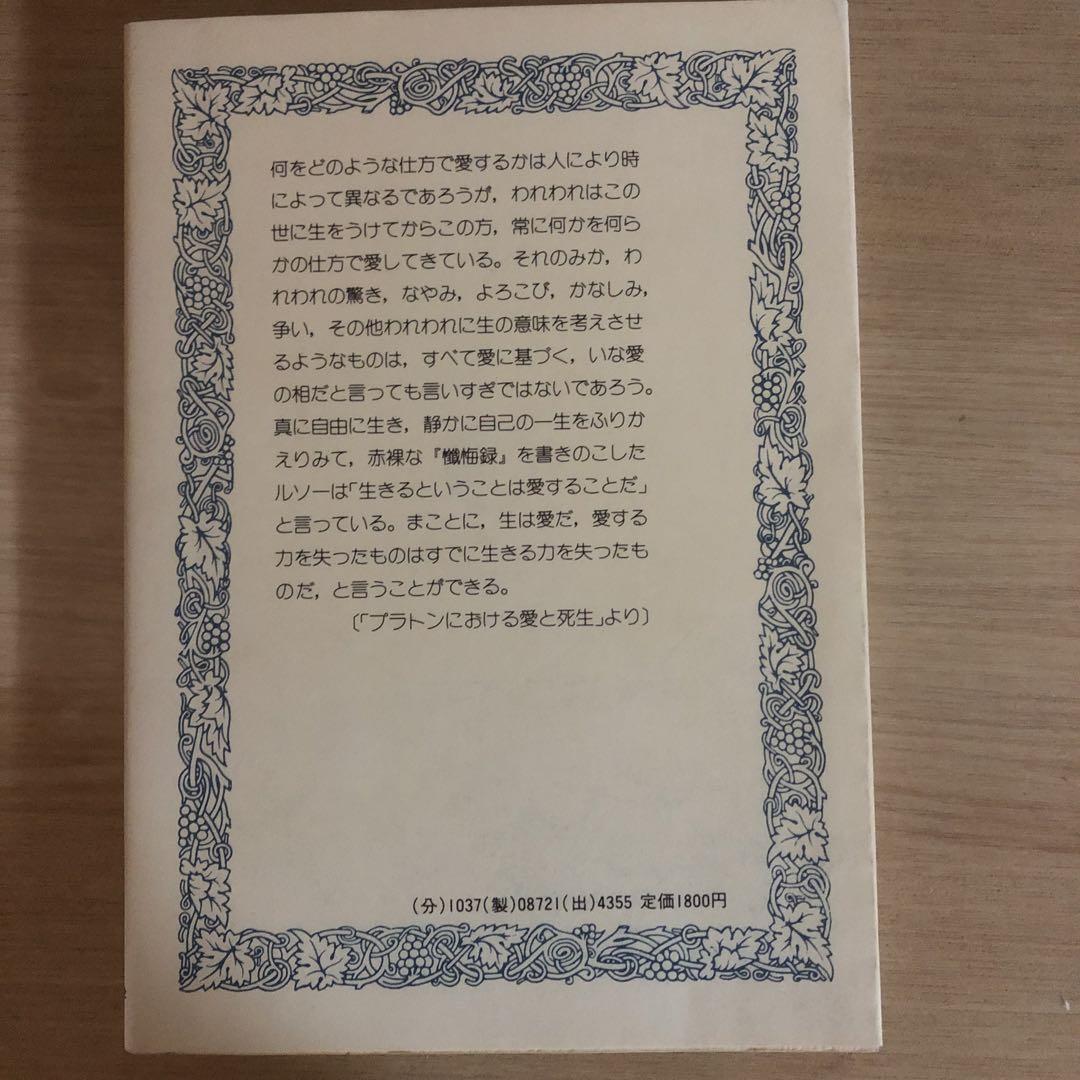 何をどのような仕方で愛するかは人により時
によって異なるであろうが，われわれはこの
世に生をうけてからこの方，常に何かを何ら
かの仕方で愛してきている。それのみか，わ
れわれの驚き，なやみ，よろこび，かなしみ，
争い，その他われわれに生の意味を考えさせ
るようなものは，すべて愛に基づく，いな愛
の相だと言っても言いすぎではないであろう。
真に自由に生き，静かに自己の一生をふりか
えりみて，赤裸な『懺悔録』を書きのこした
ルソーは「生きるということは愛することだ」
と言っている。まことに，生は愛だ，愛する
力を失ったものはすでに生きる力を失ったも
のだ，と言うことができる。
〔「プラトンにおける愛と死生」より〕
(分)1037(製)08721(出)4355 定価1800円